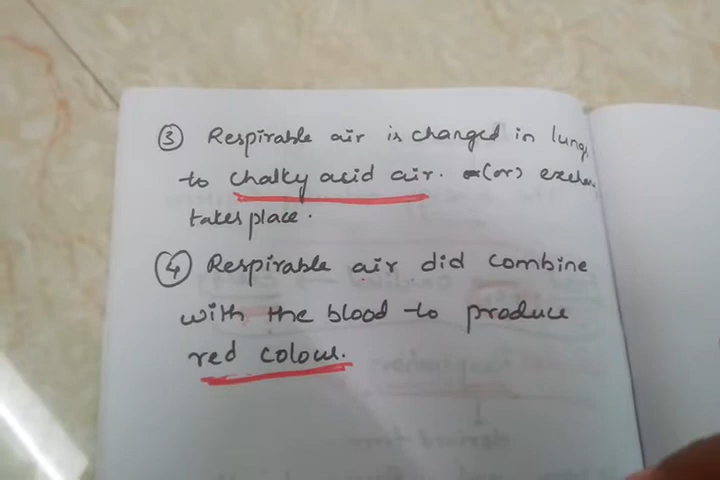 ③ Respirable air is changed in lungs
to chalky acid air. (or)
takes place.
④ Respirable air did combine
with the blood to produce
red colour.